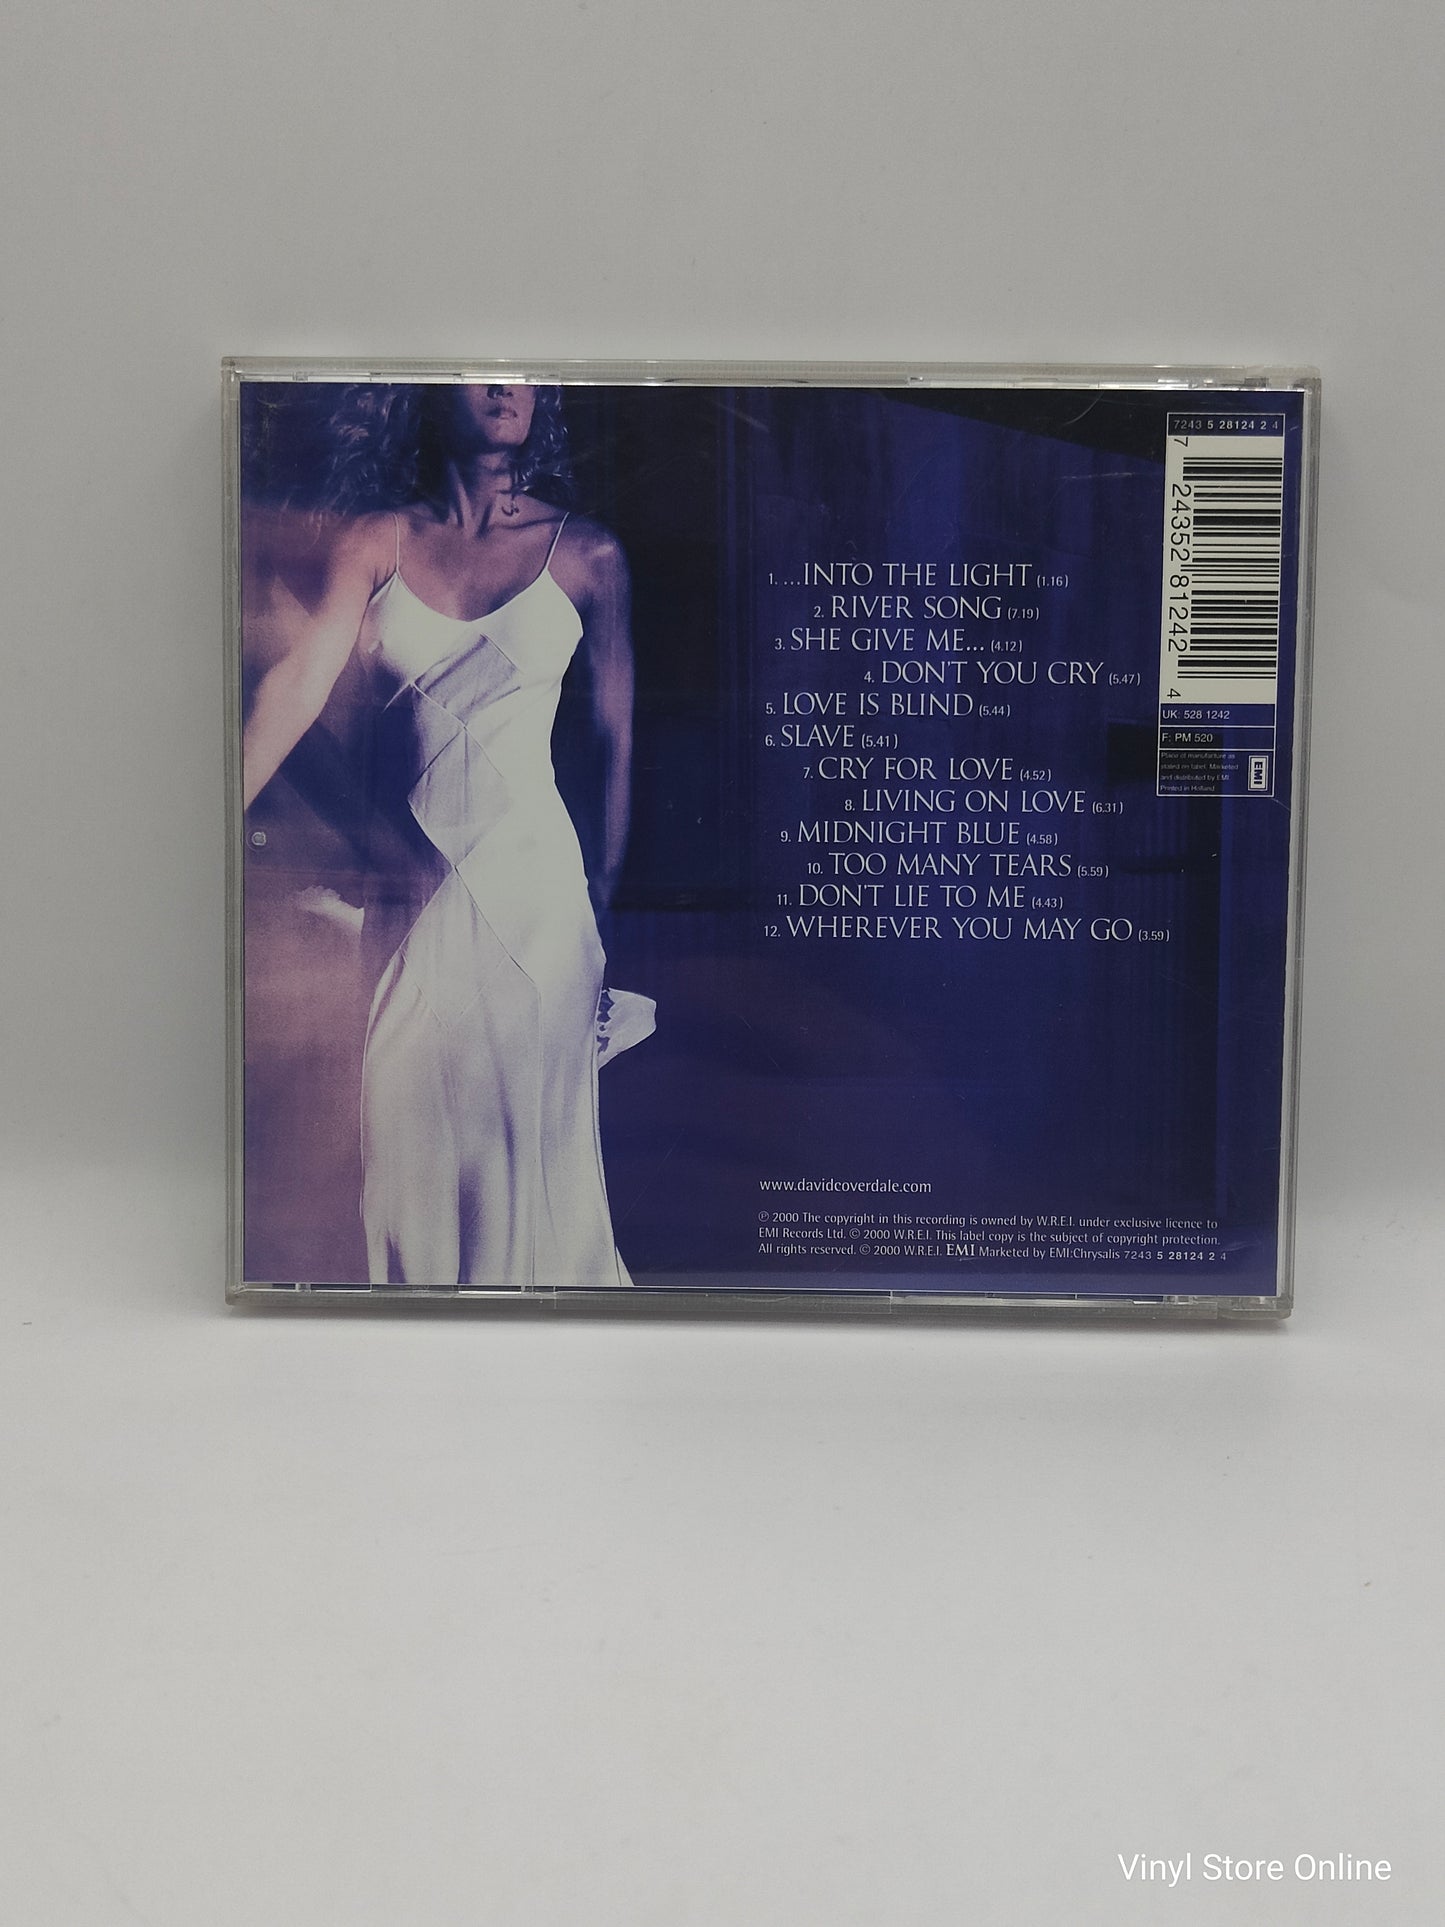 7243 5 28124 2 4
7 24352 81242 4
UK: 528 1242
F: PM 520
Place of manufacture as
stated on label. Marketed
and distributed by EMI
Printed in Holland
EMI
1. ...INTO THE LIGHT (1.16)
2. RIVER SONG (7.19)
3. SHE GIVE ME... (4.12)
4. DON'T YOU CRY (5.47)
5. LOVE IS BLIND (5.44)
6. SLAVE (5.41)
7. CRY FOR LOVE (4.52)
8. LIVING ON LOVE (6.31)
9. MIDNIGHT BLUE (4.58)
10. TOO MANY TEARS (5.59)
11. DON'T LIE TO ME (4.43)
12. WHEREVER YOU MAY GO (3.59)
www.davidcoverdale.com
℗ 2000 The copyright in this recording is owned by W.R.E.I. under exclusive licence to
EMI Records Ltd. © 2000 W.R.E.I. This label copy is the subject of copyright protection.
All rights reserved. © 2000 W.R.E.I. EMI Marketed by EMI:Chrysalis 7243 5 28124 2 4
Vinyl Store Online